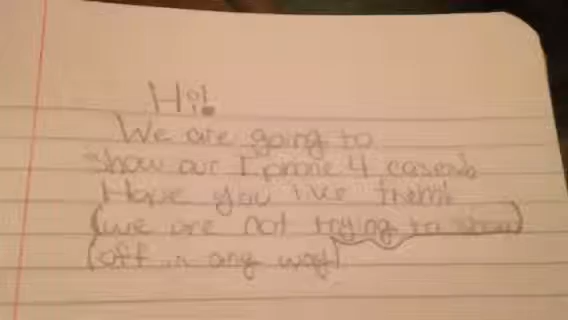 Hi!
We are going to
show our Iphone 4 cases
Hope you like them!
(we are not trying to show
off in any way)